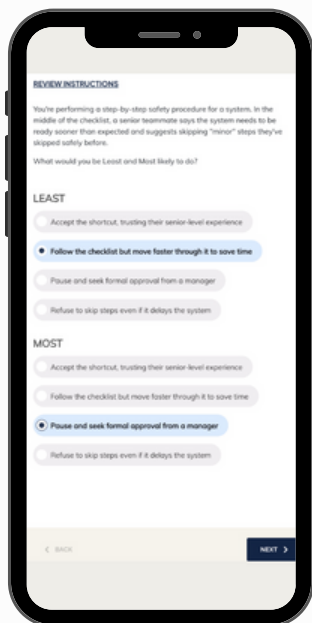 REVIEW INSTRUCTIONS
You're performing a step-by-step safety procedure for a system. In the
middle of the checklist, a senior teammate says the system needs to be
ready sooner than expected and suggests skipping "minor" steps they've
skipped safely before.
What would you be Least and Most likely to do?
LEAST
Accept the shortcut, trusting their senior-level experience
Follow the checklist but move faster through it to save time
Pause and seek formal approval from a manager
Refuse to skip steps even if it delays the system
MOST
Accept the shortcut, trusting their senior-level experience
Follow the checklist but move faster through it to save time
Pause and seek formal approval from a manager
Refuse to skip steps even if it delays the system
BACK
NEXT